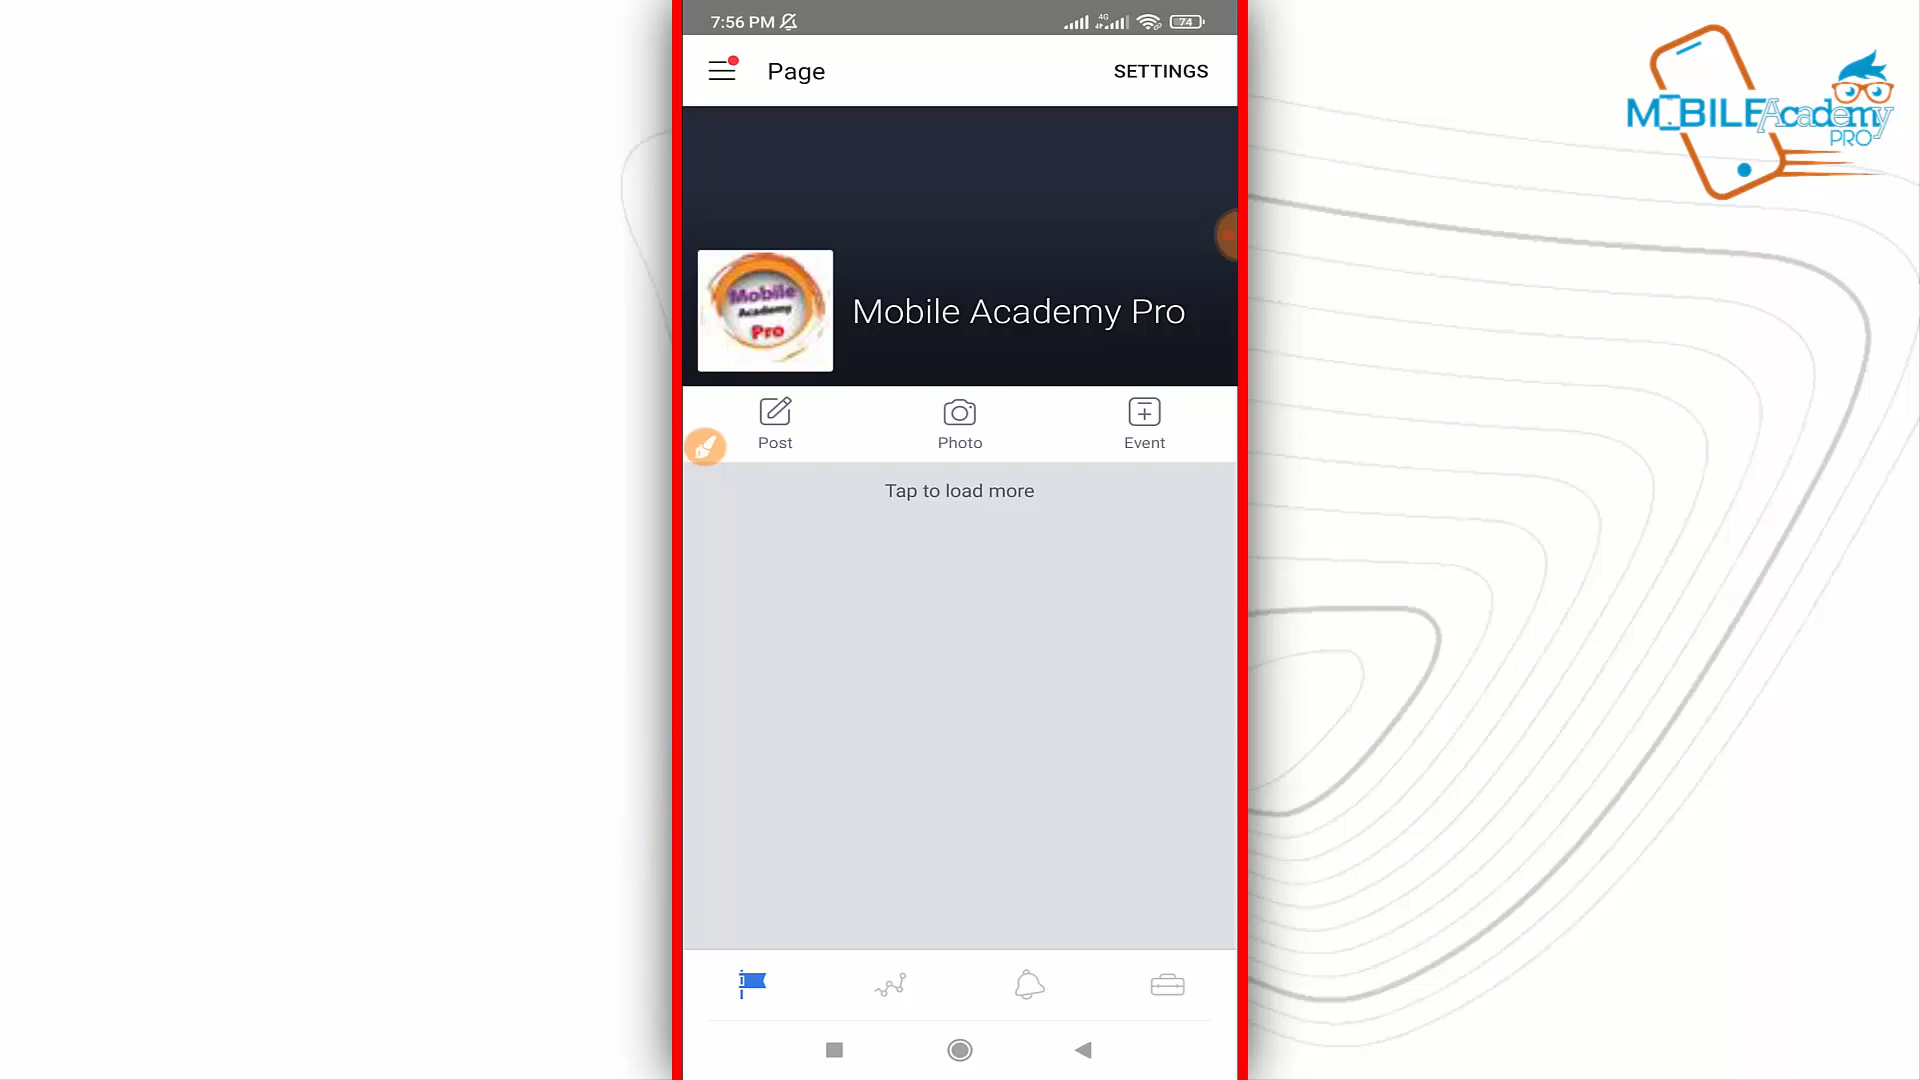 7:56 PM
4G
74
Page
SETTINGS
MOBILE Academy
PRO
Mobile
Academy
Pro
Mobile Academy Pro
Post
Photo
Event
Tap to load more